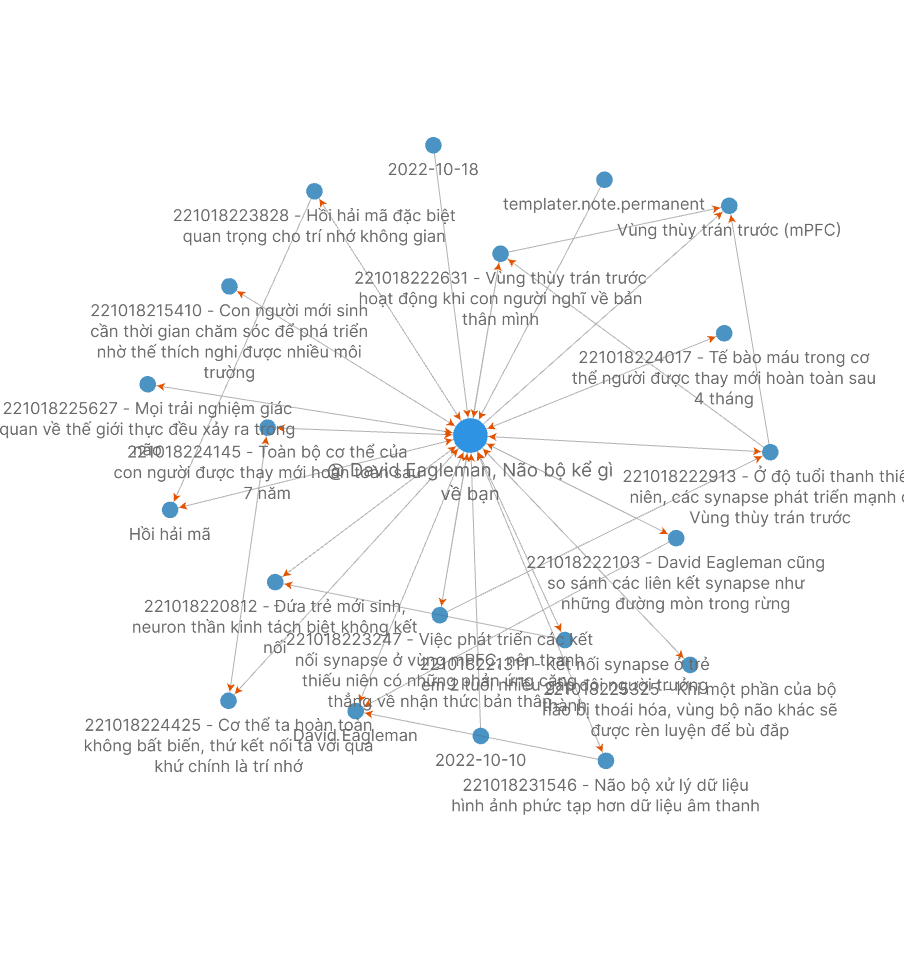 2022-10-18
templater.note.permanent
221018223828 - Hồi hải mã đặc biệt
quan trọng cho trí nhớ không gian
Vùng thùy trán trước (mPFC)
221018222631 - Vùng thùy trán trước
hoạt động khi con người nghĩ về bản
thân mình
221018215410 - Con người mới sinh
cần thời gian chăm sóc để phá triển
nhờ thế thích nghi được nhiều môi
trường
221018224017 - Tế bào máu trong cơ
thể người được thay mới hoàn toàn sau
4 tháng
221018225627 - Mọi trải nghiệm giác
quan về thế giới thực đều xảy ra trong
não
221018224145 - Toàn bộ cơ thể của
con người được thay mới hoàn toàn sau
7 năm
@ David Eagleman, Não bộ kể gì
về bạn
221018222913 - Ở độ tuổi thanh thiế
niên, các synapse phát triển mạnh
Vùng thùy trán trước
Hồi hải mã
221018222103 - David Eagleman cũng
so sánh các liên kết synapse như
những đường mòn trong rừng
221018220812 - Đứa trẻ mới sinh,
neuron thần kinh tách biệt không kết
nối
221018223247 - Việc phát triển các kết
nối synapse ở vùng mPFC, nên thanh
thiếu niên có những phản ứng căng
thẳng về nhận thức bản thân
221018221311 - kết nối synapse ở trẻ
em 2 tuổi nhiều gấp đôi người trưởng
thành
221018225325 - Khi một phần của bộ
não bị thoái hóa, vùng bộ não khác sẽ
được rèn luyện để bù đắp
221018224425 - Cơ thể ta hoàn toàn
không bất biến, thứ kết nối ta với quá
khứ chính là trí nhớ
David Eagleman
2022-10-10
221018231546 - Não bộ xử lý dữ liệu
hình ảnh phức tạp hơn dữ liệu âm thanh